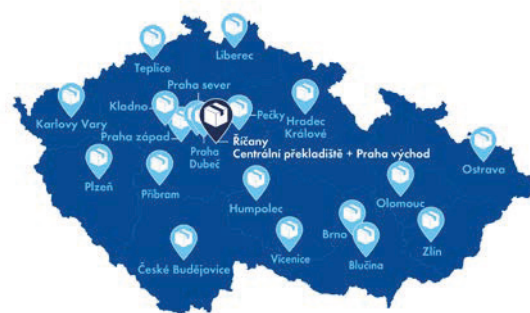 Liberec
Teplice
Praha sever
Kladno
Pečky
Hradec
Králové
Karlovy Vary
Praha západ
Praha
Dubeč
Říčany
Centrální překladiště + Praha východ
Ostrava
Plzeň
Příbram
Humpolec
Olomouc
Brno
Zlín
Vícenice
Blučina
České Budějovice